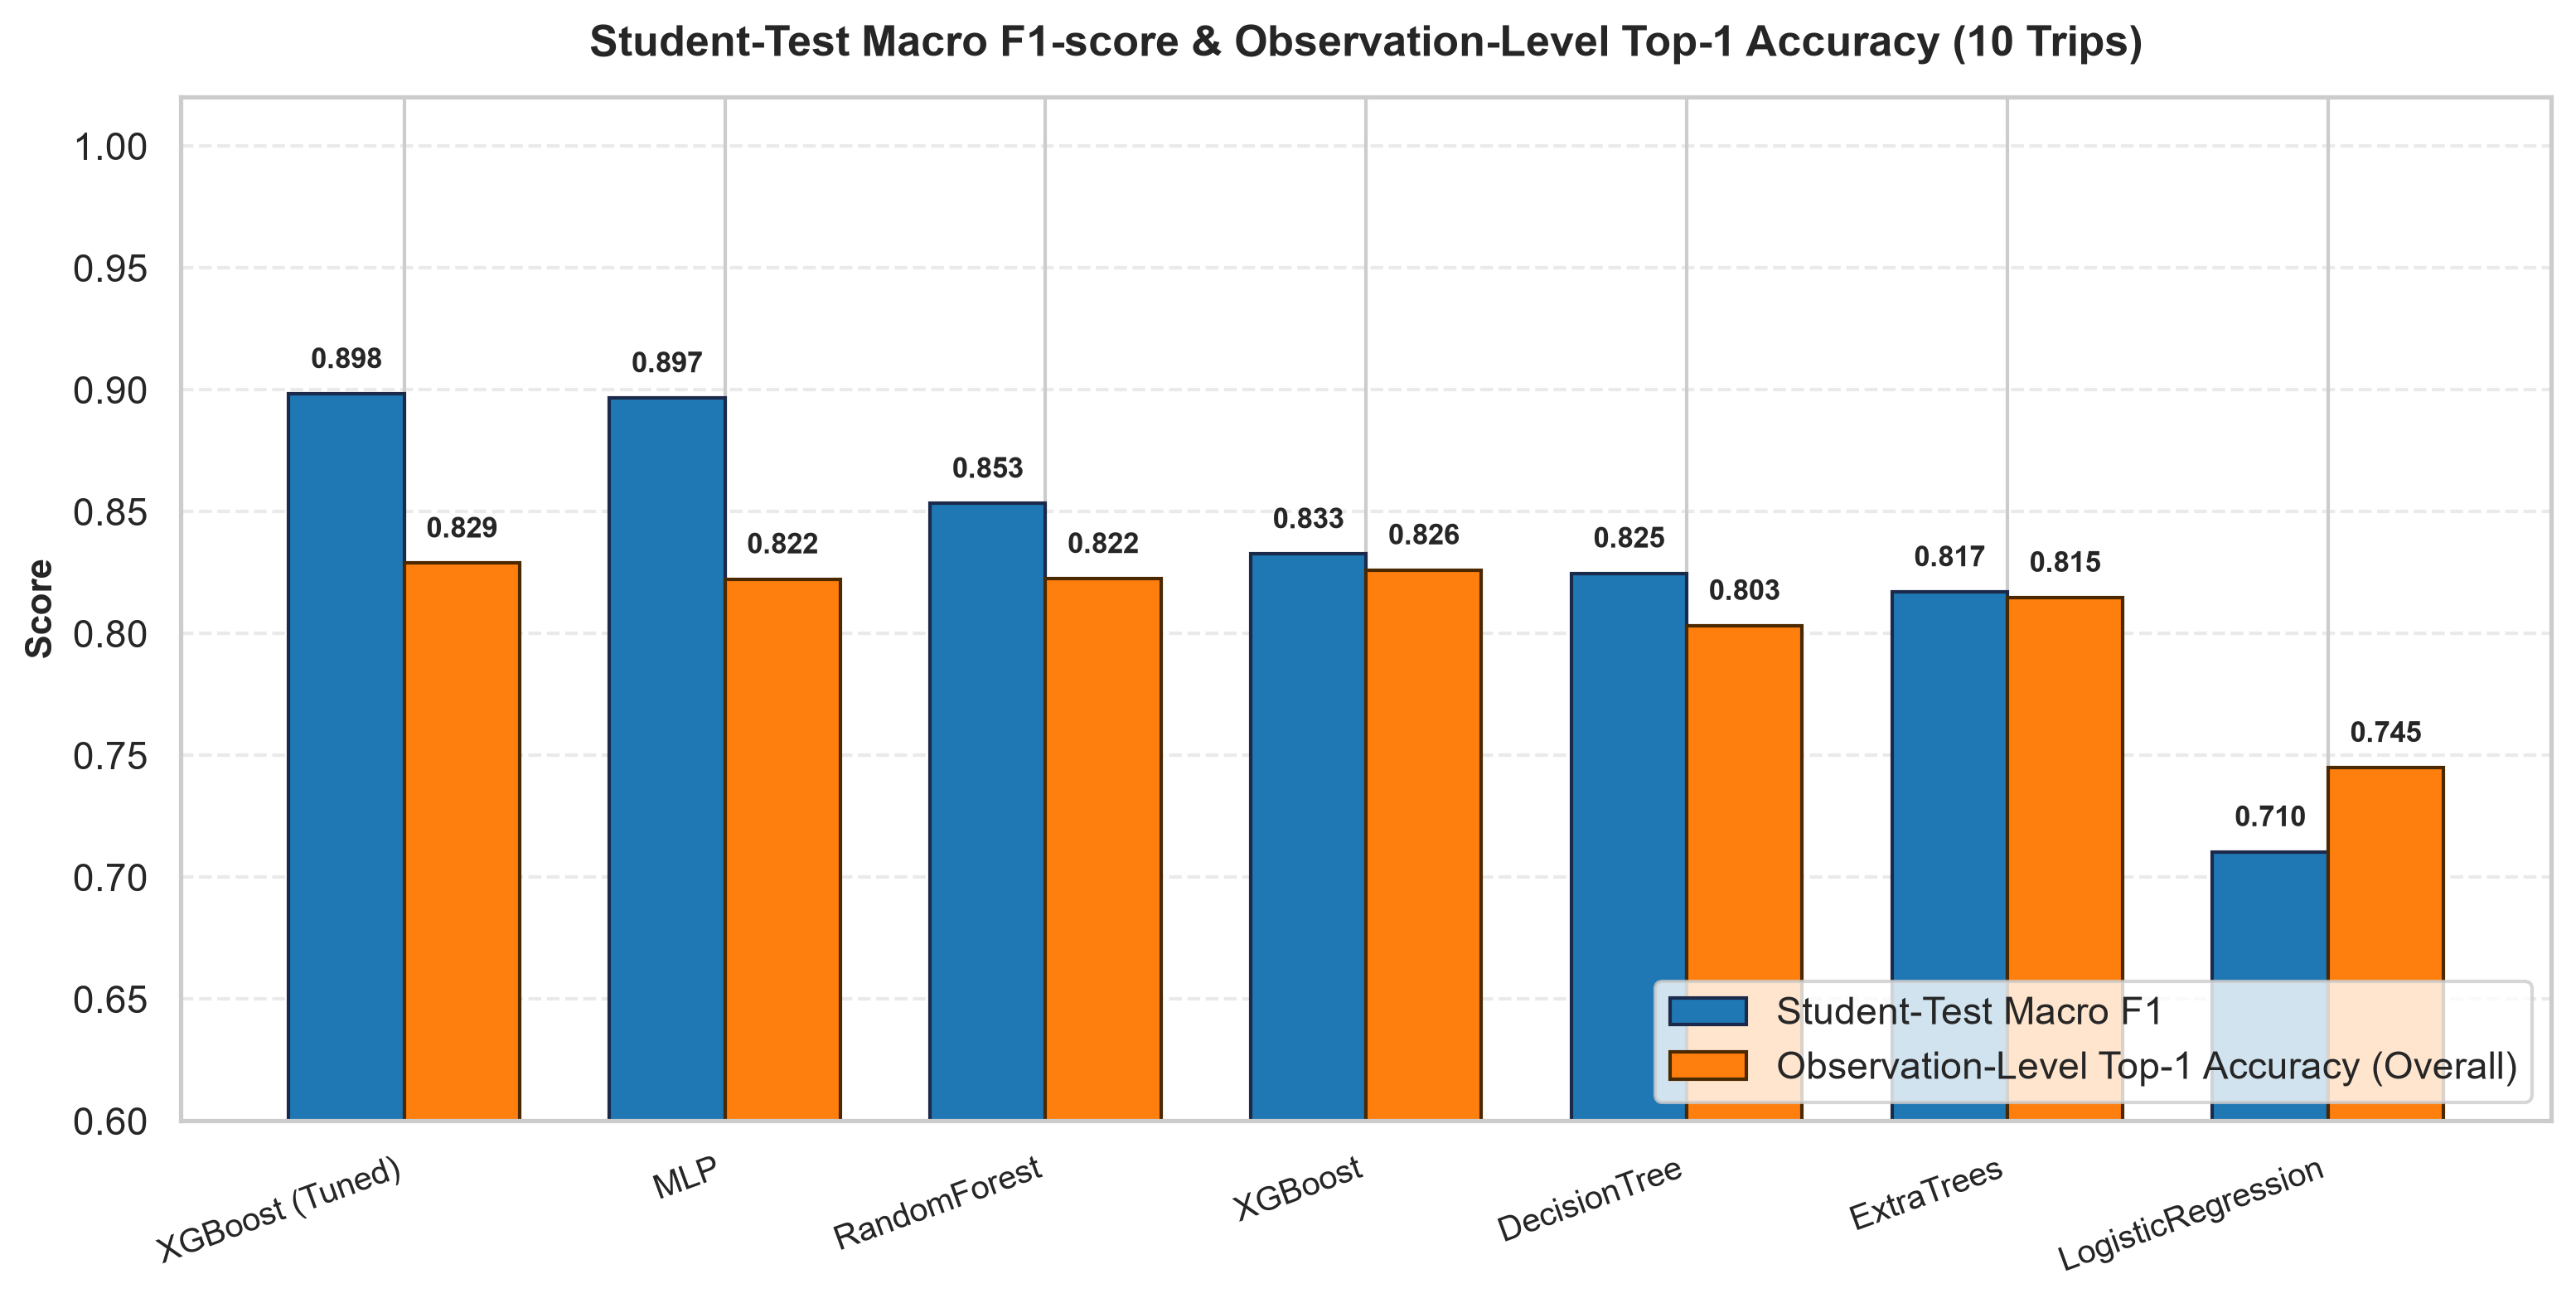 Student-Test Macro F1-score & Observation-Level Top-1 Accuracy (10 Trips)
Score
1.00
0.95
0.90
0.85
0.80
0.75
0.70
0.65
0.60
0.898
0.829
0.897
0.822
0.853
0.822
0.833
0.826
0.825
0.803
0.817
0.815
0.710
0.745
Student-Test Macro F1
Observation-Level Top-1 Accuracy (Overall)
XGBoost (Tuned)
MLP
RandomForest
XGBoost
DecisionTree
ExtraTrees
LogisticRegression